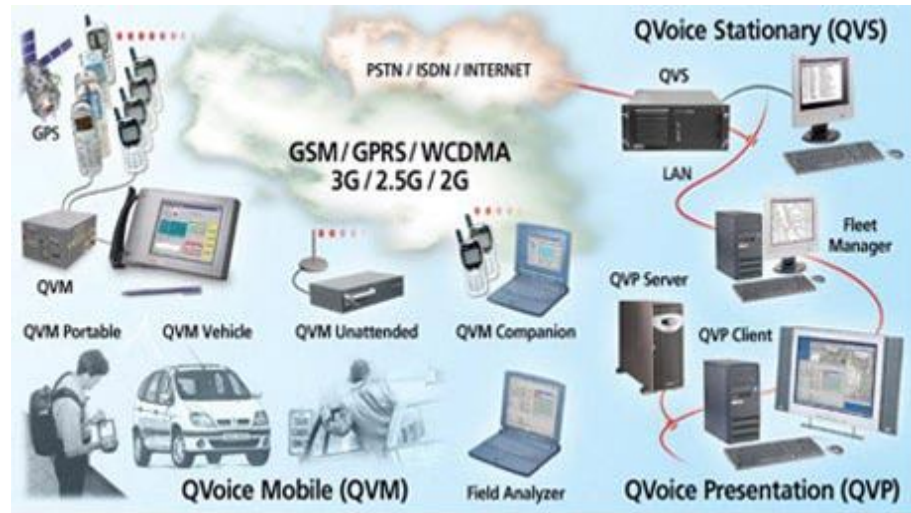 QVoice Stationary (QVS)
PSTN / ISDN / INTERNET
QVS
GPS
GSM/GPRS/WCDMA
3G/2.5G/2G
LAN
Fleet
Manager
QVM
QVP Server
QVM Portable
QVM Vehicle
QVM Unattended
QVM Companion
QVP Client
QVoice Mobile (QVM)
Field Analyzer
QVoice Presentation (QVP)